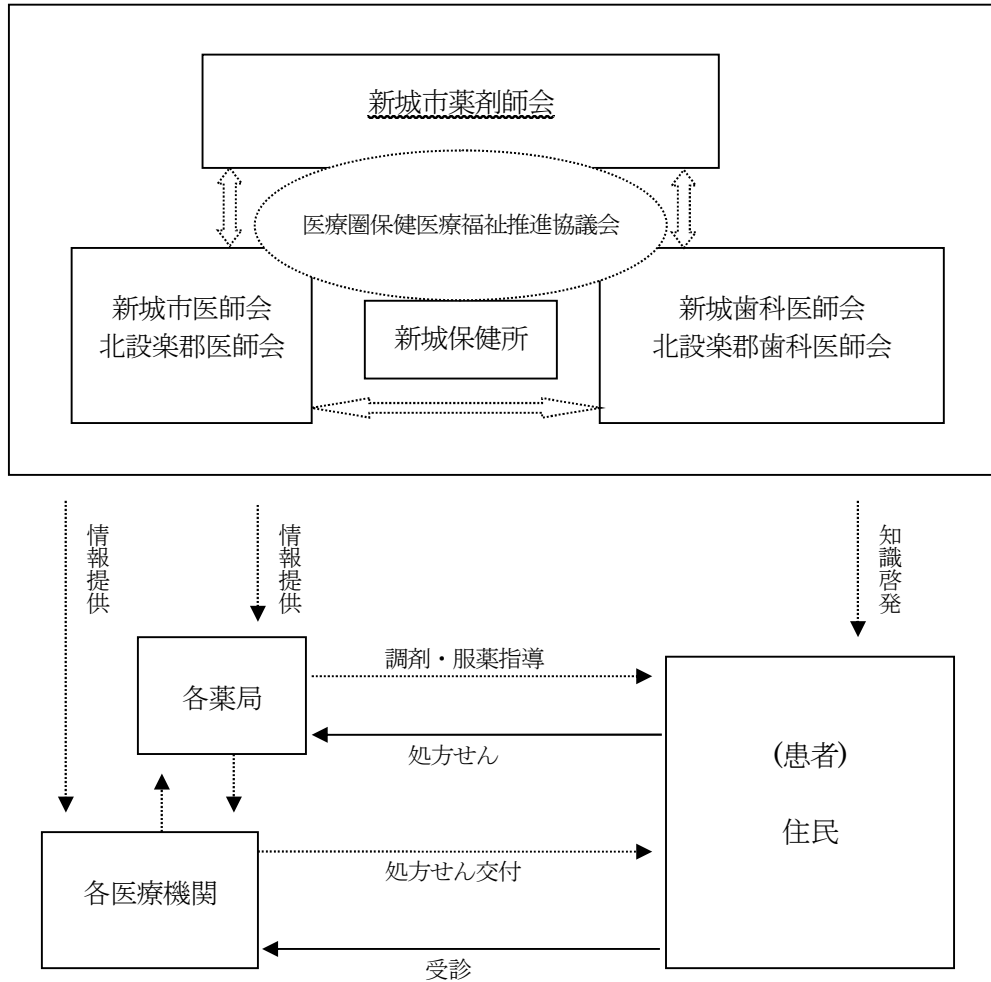 新城市薬剤師会
医療圏保健医療福祉推進協議会
新城市医師会
北設楽郡医師会
新城保健所
新城歯科医師会
北設楽郡歯科医師会
情報提供
情報提供
知識啓発
各薬局
調剤・服薬指導
処方せん
(患者)
住民
各医療機関
処方せん交付
受診